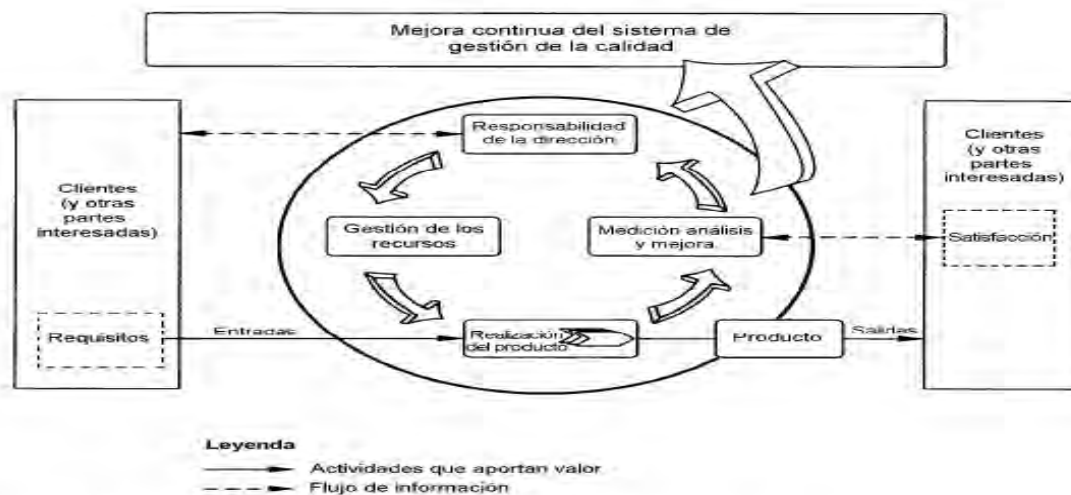 Mejora continua del sistema de
gestión de la calidad
Clientes
(y otras
partes
interesadas)
Requisitos
Entradas
Responsabilidad
de la dirección
Gestión de los
recursos
Medición análisis
y mejora
Realización
del producto
Producto
Salidas
Clientes
(y otras
partes
interesadas)
Satisfacción
Leyenda
Actividades que aportan valor
Flujo de información